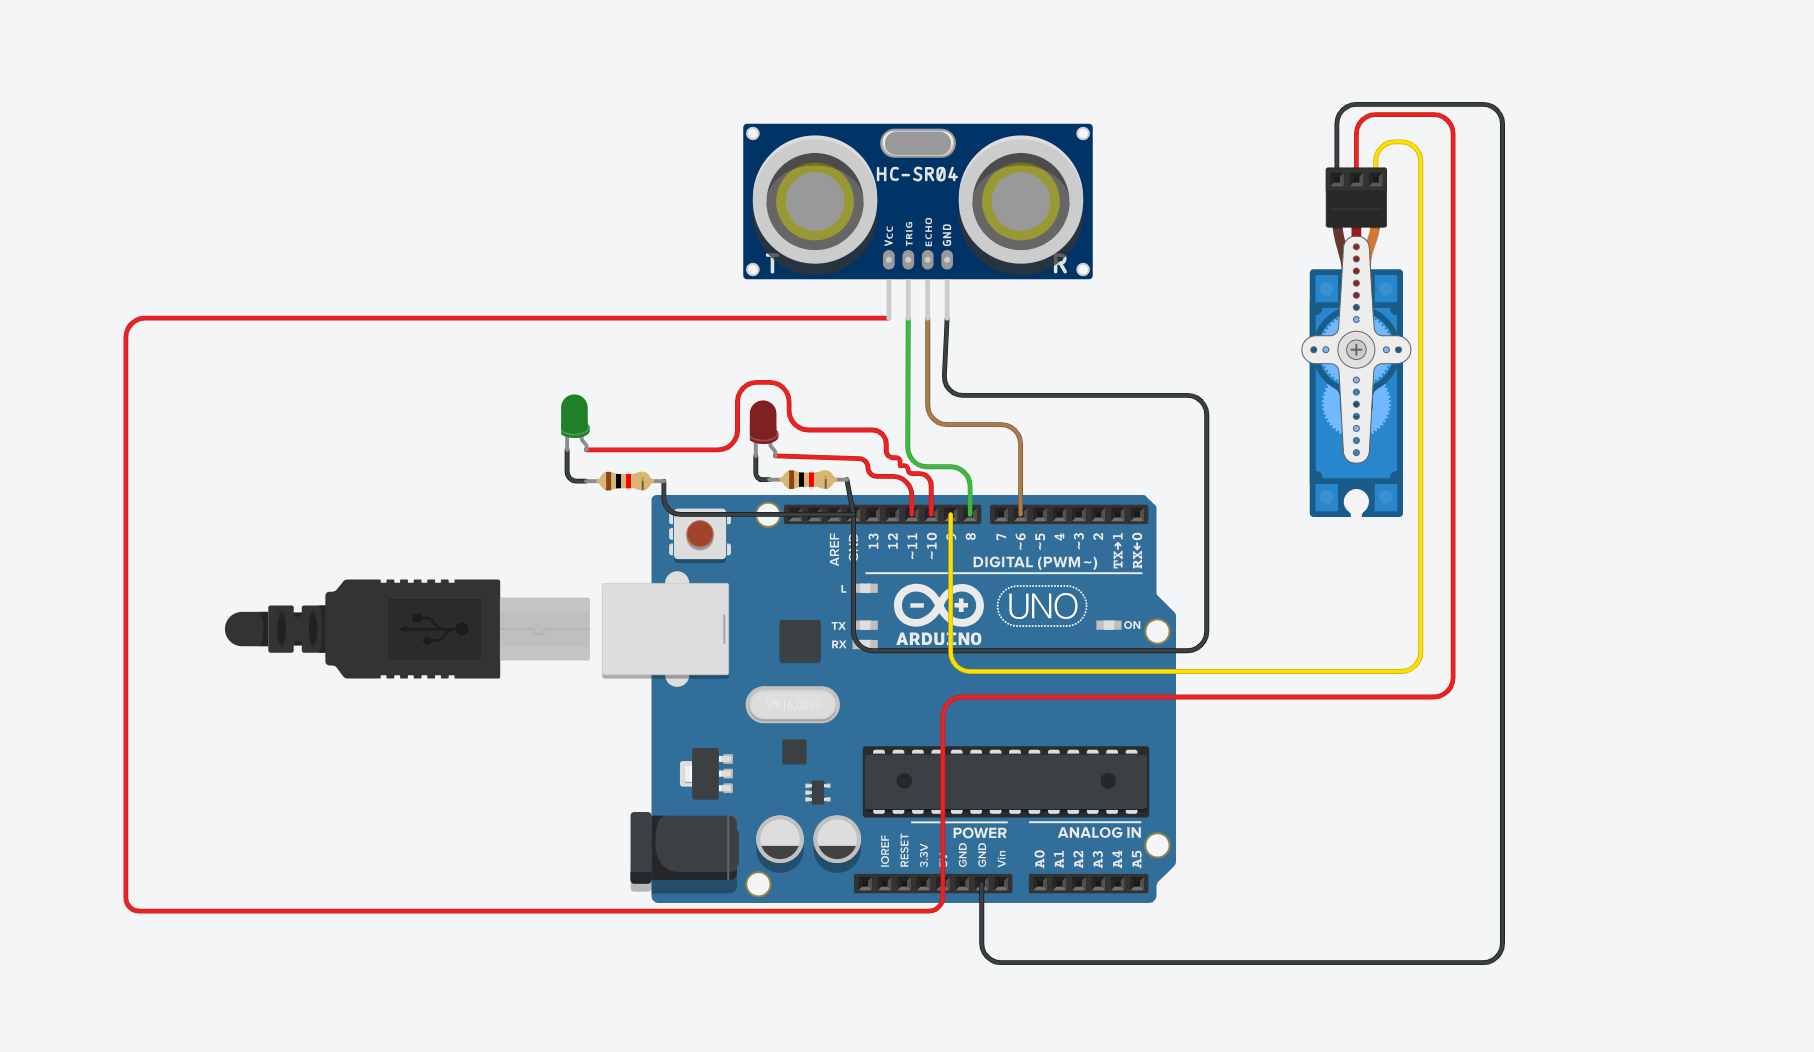 HC-SR04
Vcc
TRIG
ECHO
GND
T
R
AREF
GND
13
12
~11
~10
8
7
~6
~5
4
~3
2
TX→1
RX←0
DIGITAL (PWM~)
L
TX
RX
ARDUINO
UNO
ON
SPK16.000G
POWER
ANALOG IN
IOREF
RESET
3.3V
GND
GND
Vin
A0
A1
A2
A3
A4
A5